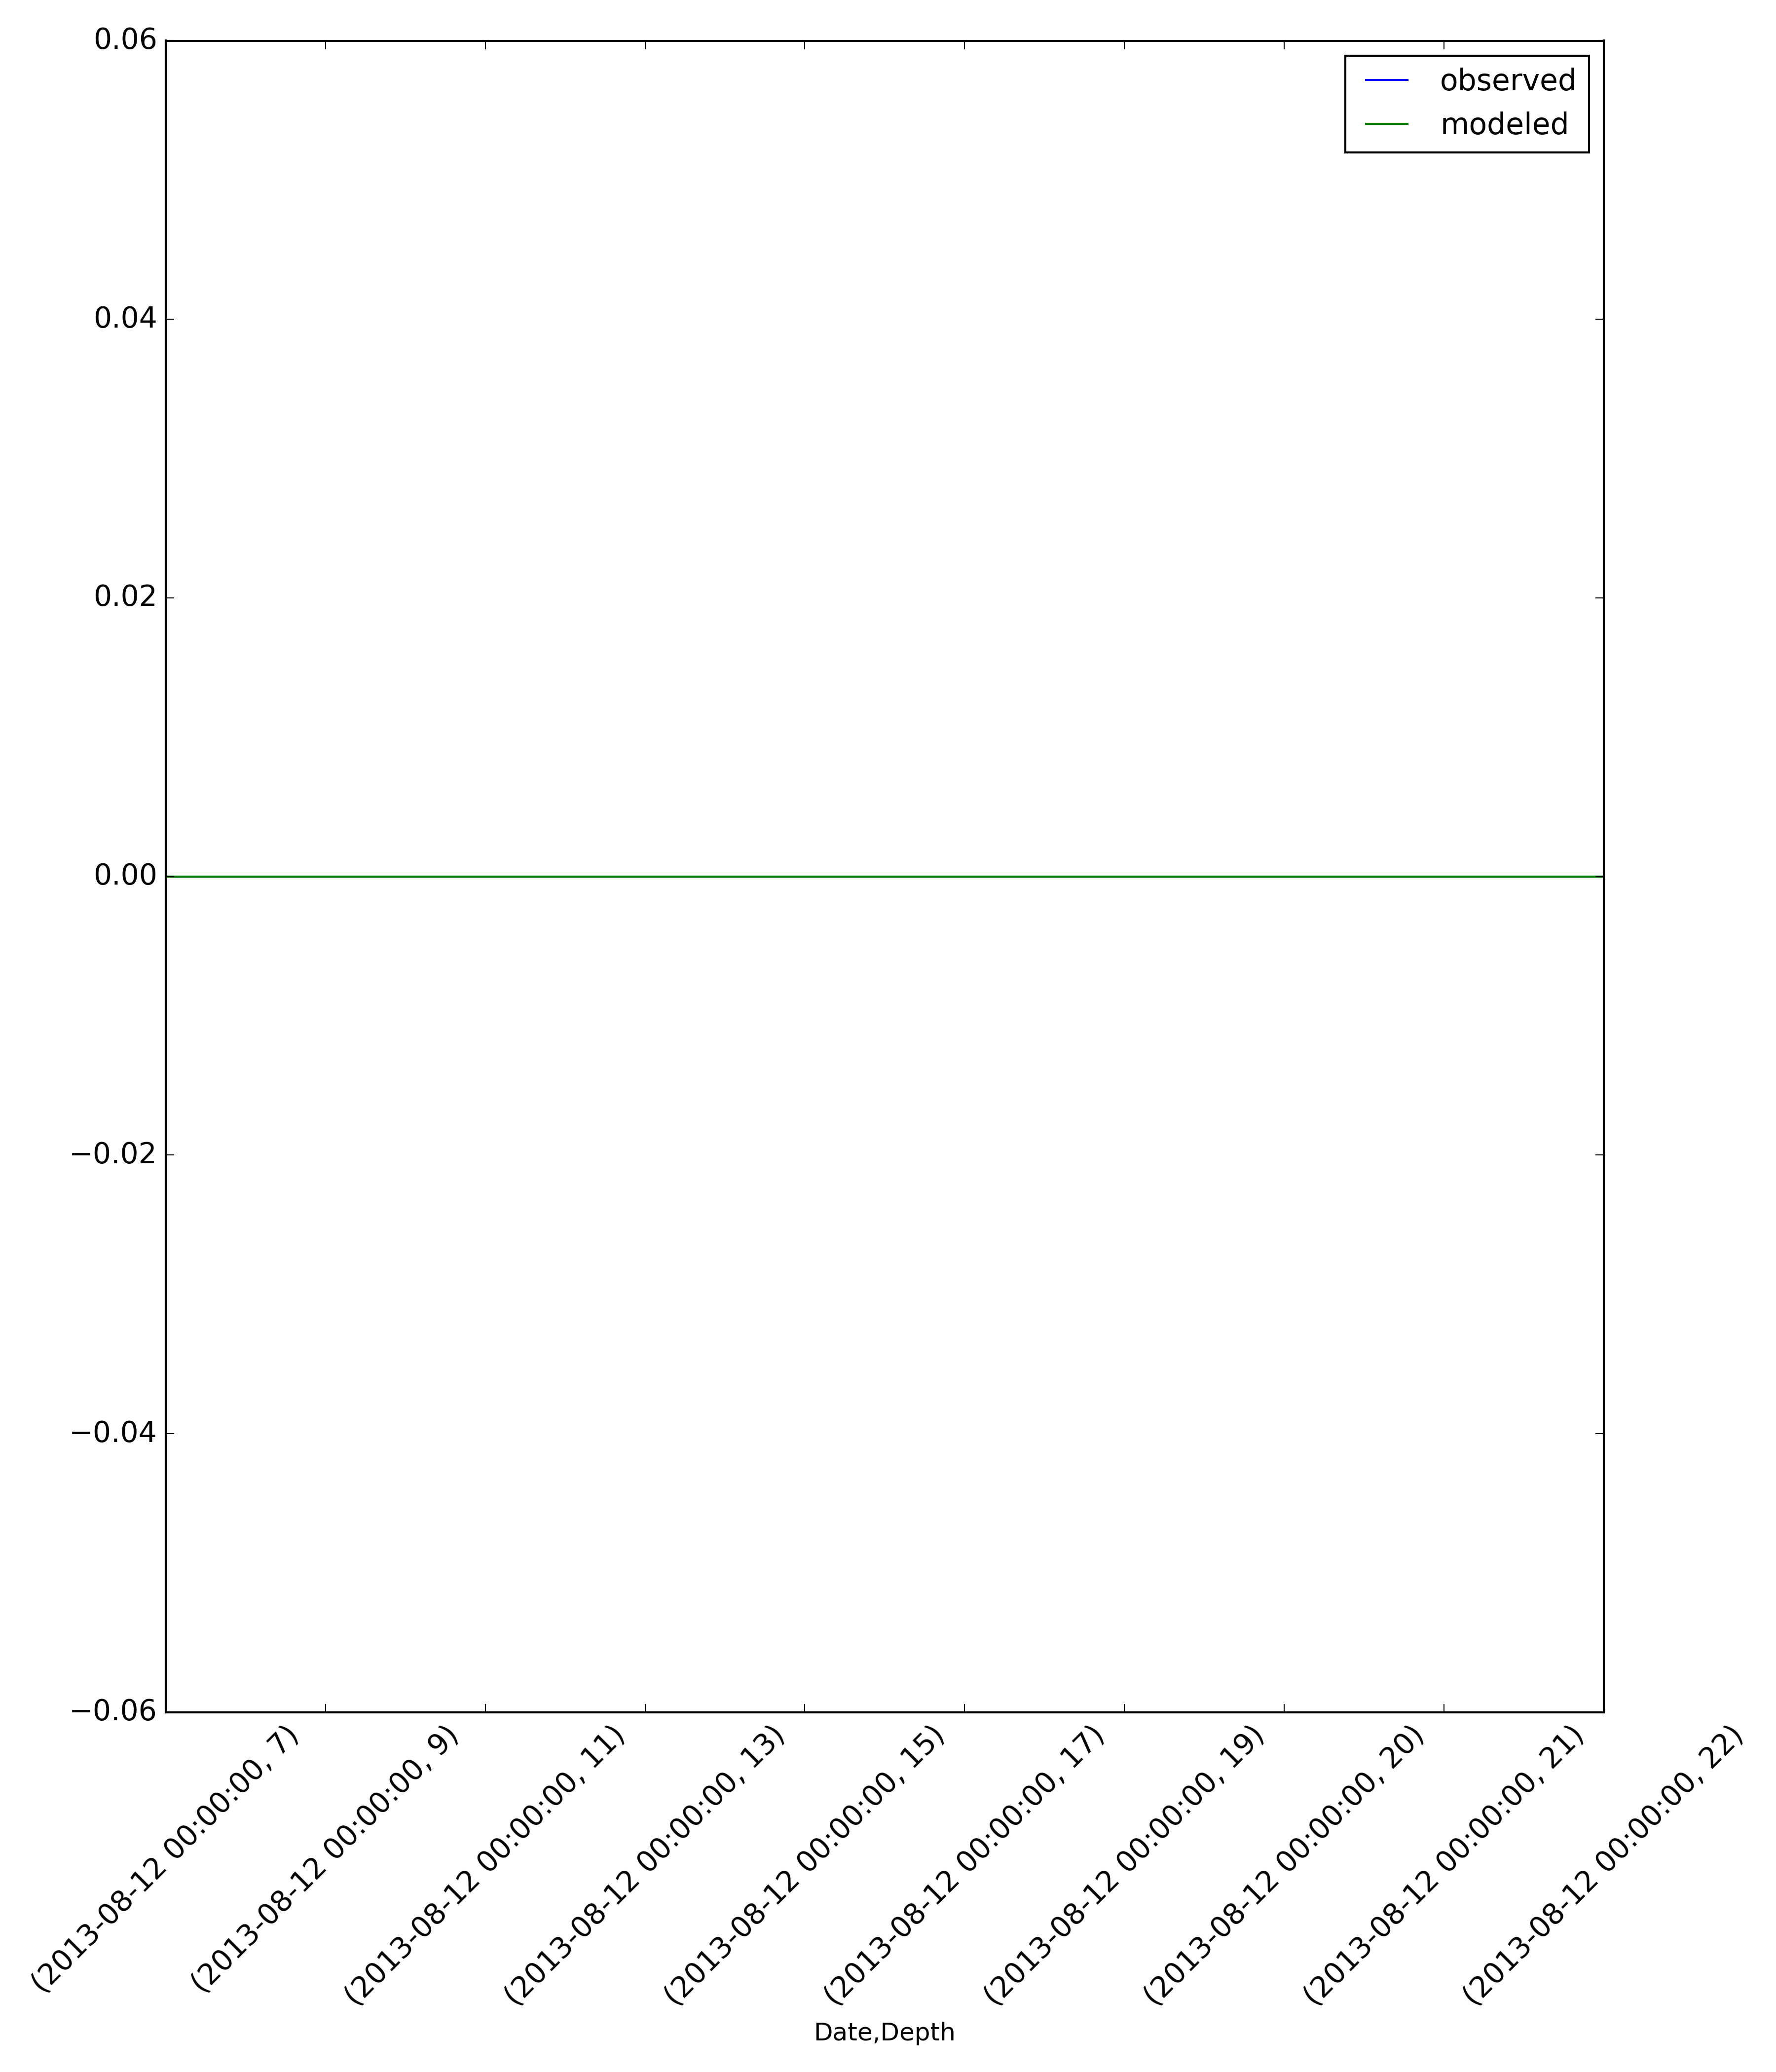 0.06
0.04
0.02
0.00
−0.02
−0.04
−0.06
observed
modeled
(2013-08-12 00:00:00, 7)
(2013-08-12 00:00:00, 9)
(2013-08-12 00:00:00, 11)
(2013-08-12 00:00:00, 13)
(2013-08-12 00:00:00, 15)
(2013-08-12 00:00:00, 17)
(2013-08-12 00:00:00, 19)
(2013-08-12 00:00:00, 20)
(2013-08-12 00:00:00, 21)
(2013-08-12 00:00:00, 22)
Date,Depth